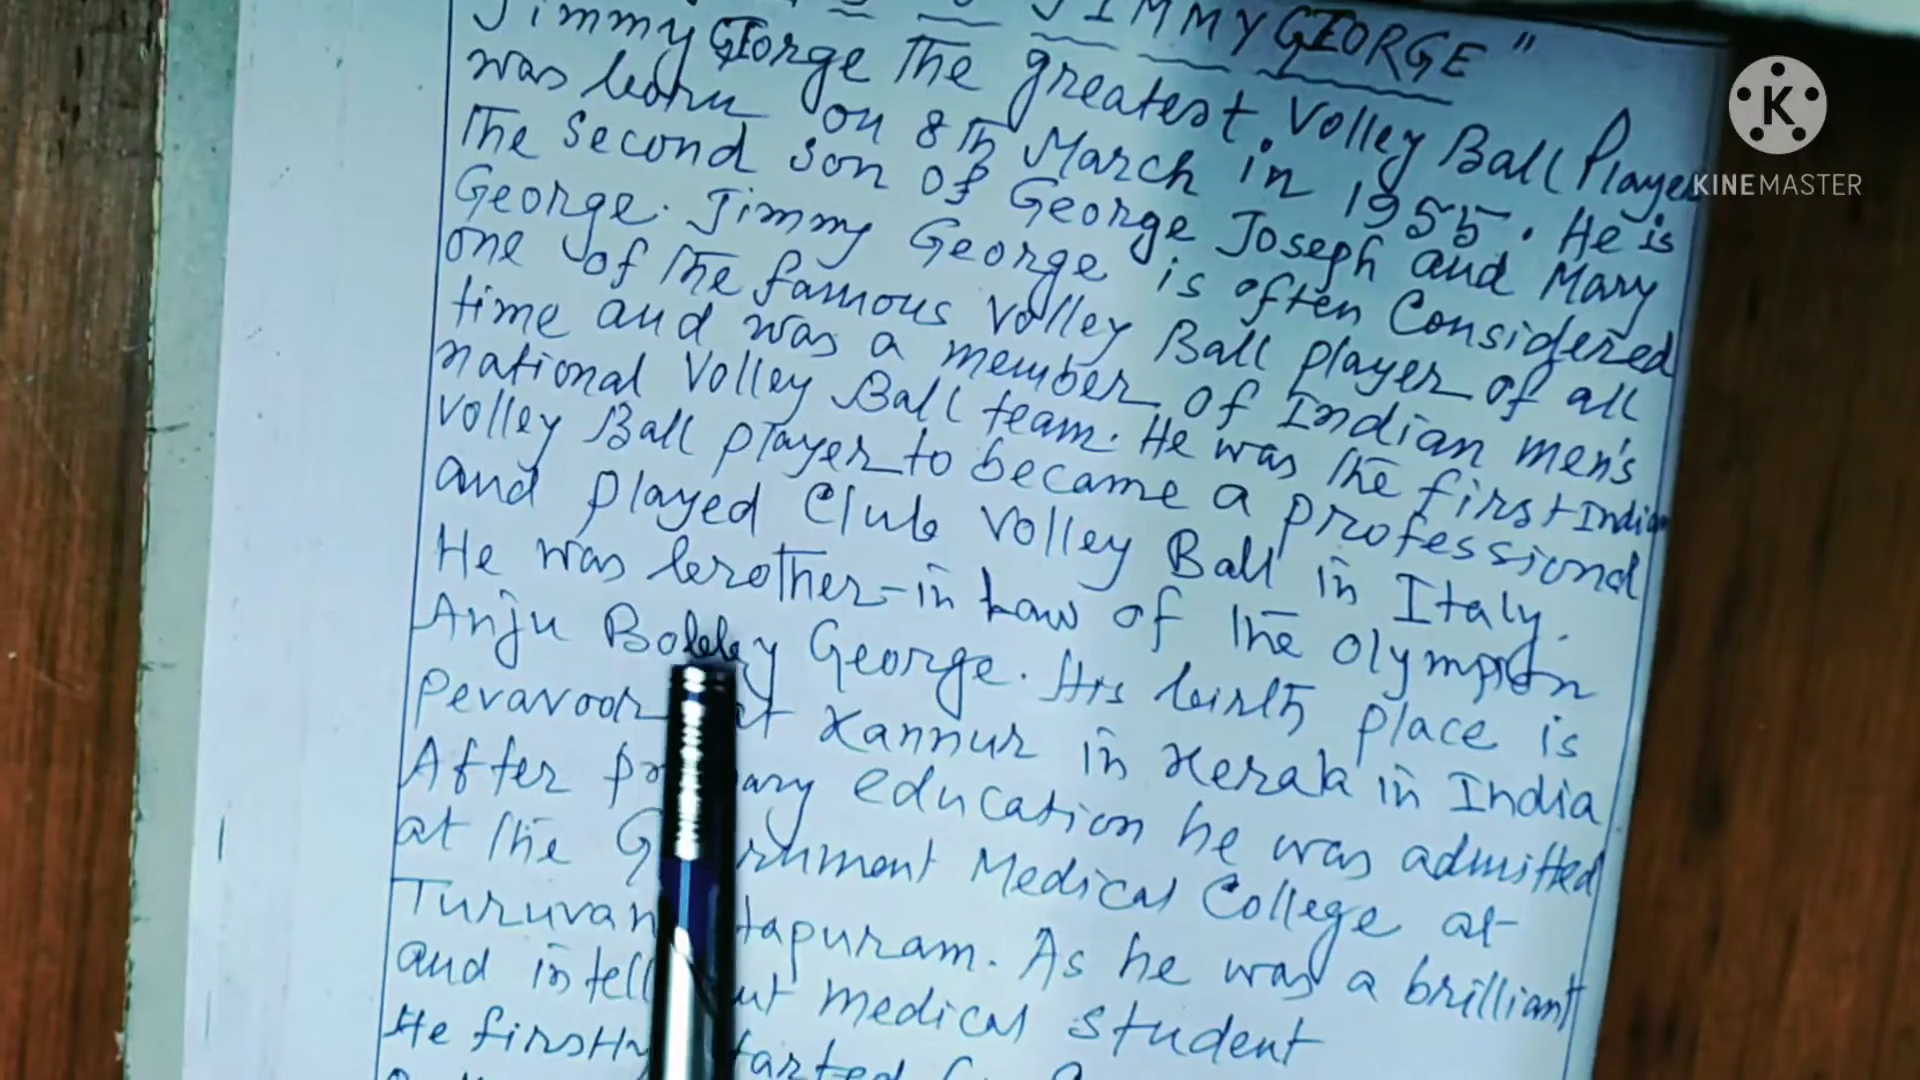 JIMMY GEORGE"
Jimmy George The greatest Volley Ball Player
was born on 8th March in 1955. He is
The Second son of George Joseph and Mary
George. Jimmy George is often Considered
one of The famous Volley Ball player of all
time and was a member of Indian men's
national Volley Ball team. He was the first Indian
volley Ball player to became a professional
and played Club Volley Ball in Italy.
He was brother-in Law of the Olympion
Anju Bobby George. His birth place is
Pevavoor at Kannur in Kerala in India
After education he was admitted
at the Medical College at
As he was a brilliant
and medical student
He firstly
K
KINEMASTER